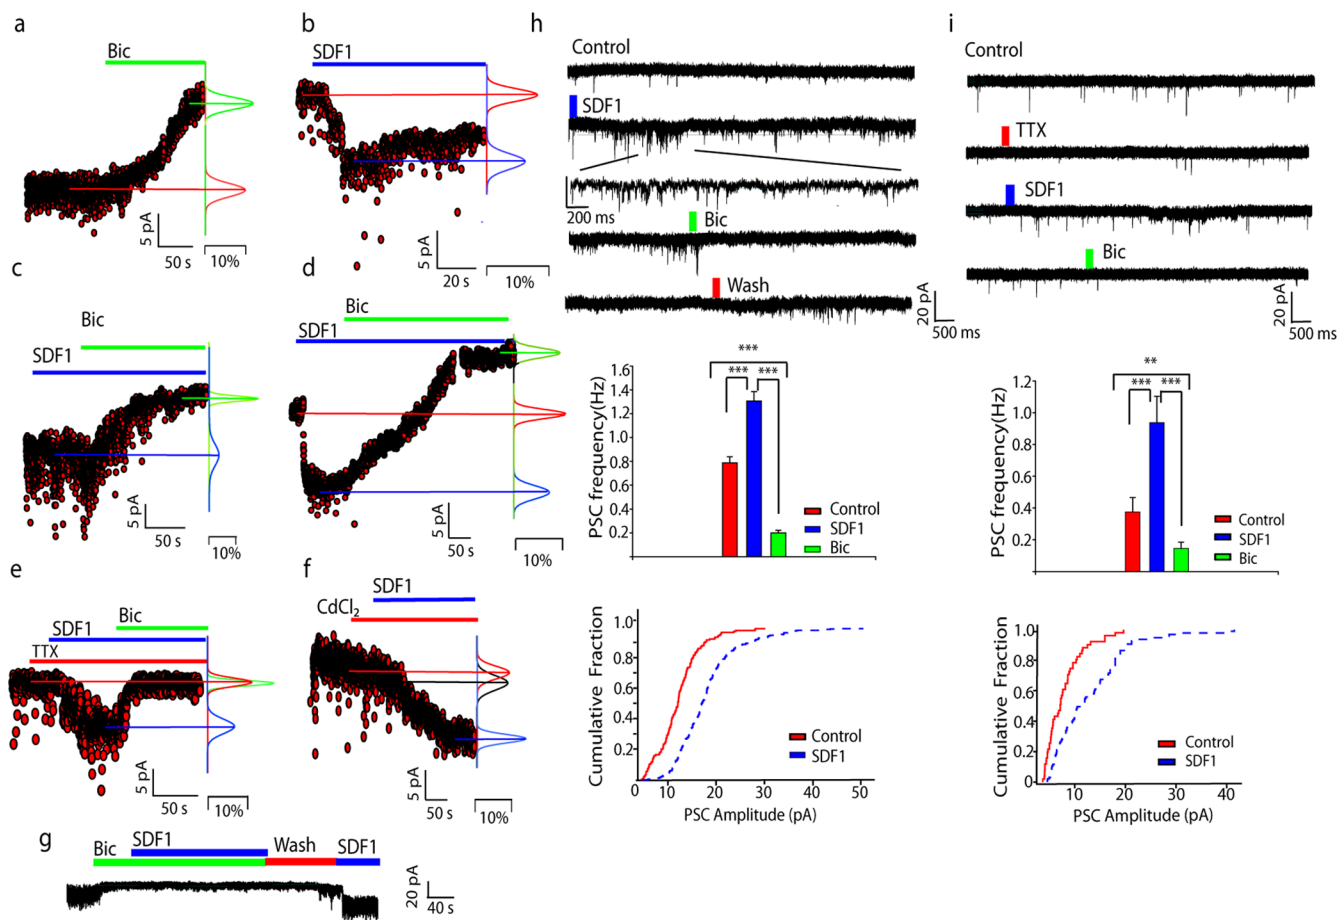 a
Bic
5 pA
50 s
10%
b
SDF1
5 pA
20 s
10%
c
Bic
SDF1
5 pA
50 s
10%
d
Bic
SDF1
5 pA
50 s
10%
e
Bic
SDF1
TTX
5 pA
50 s
10%
f
SDF1
CdCl₂
5 pA
50 s
10%
g
Bic
SDF1
Wash
SDF1
20 pA
40 s
h
Control
SDF1
200 ms
Bic
Wash
20 pA
500 ms
***
*** ***
PSC frequency(Hz)
1.6
1.4
1.2
1.0
0.8
0.6
0.4
0.2
Control
SDF1
Bic
Cumulative Fraction
1.0
0.8
0.6
0.4
0.2
0 10 20 30 40 50
Control
SDF1
PSC Amplitude (pA)
i
Control
TTX
SDF1
Bic
20 pA
500 ms
**
*** ***
PSC frequency(Hz)
1.2
1.0
0.8
0.6
0.4
0.2
Control
SDF1
Bic
Cumulative Fraction
1.0
0.8
0.6
0.4
0.2
0
10 20 30 40
Control
SDF1
PSC Amplitude (pA)